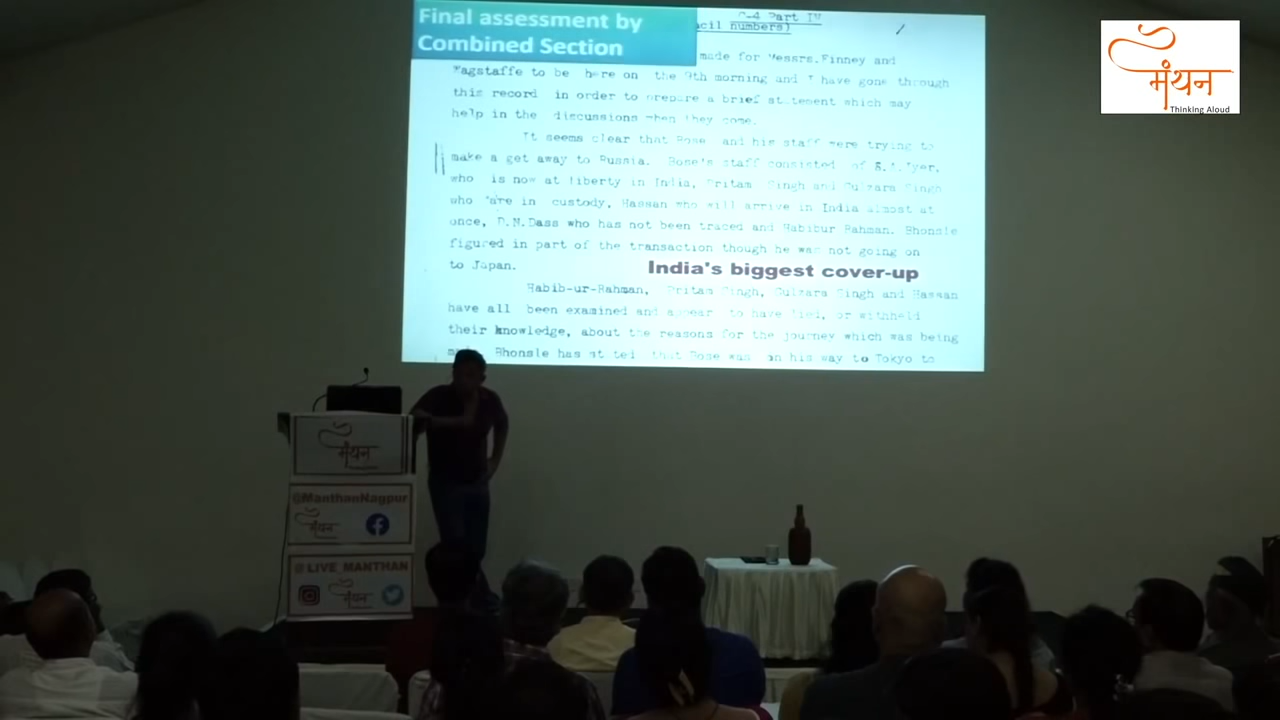 Final assessment by
Combined Section
C-4 Part IV
cil numbers)
made for Messrs.Finney and
Wagstaffe to be here on the 9th morning and I have gone through
this record in order to prepare a brief statement which may
help in the discussions when they come.
It seems clear that Bose and his staff were trying to
make a get away to Russia. Bose's staff consisted of S.A.Iyer,
who is now at liberty in India, Pritam Singh and Gulzara Singh
who are in custody, Hassan who will arrive in India almost at
once, P.M.Dass who has not been traced and Habibur Rahman. Bhonsle
figured in part of the transaction though he was not going on
to Japan.
India's biggest cover-up
Habib-ur-Rahman, Pritam Singh, Gulzara Singh and Hassan
have all been examined and appear to have lied, or withheld
their knowledge, about the reasons for the journey which was being
Bhonsle has that Bose was on his way to Tokyo to
मंथन
Thinking Aloud
मंथन
@ManthanNagpur
मंथन
@LIVE_MANTHAN
मंथन